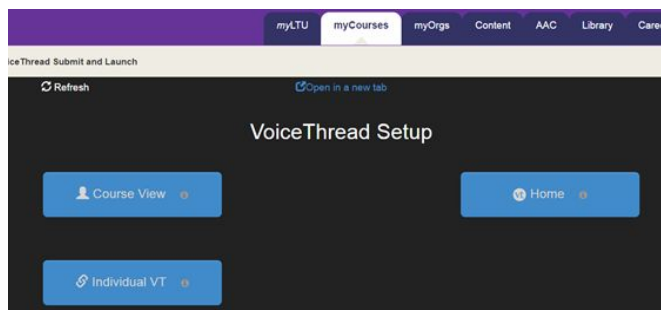 myLTU myCourses myOrgs Content AAC Library Caree
iceThread Submit and Launch
Refresh Open in a new tab
VoiceThread Setup
Course View Home
Individual VT